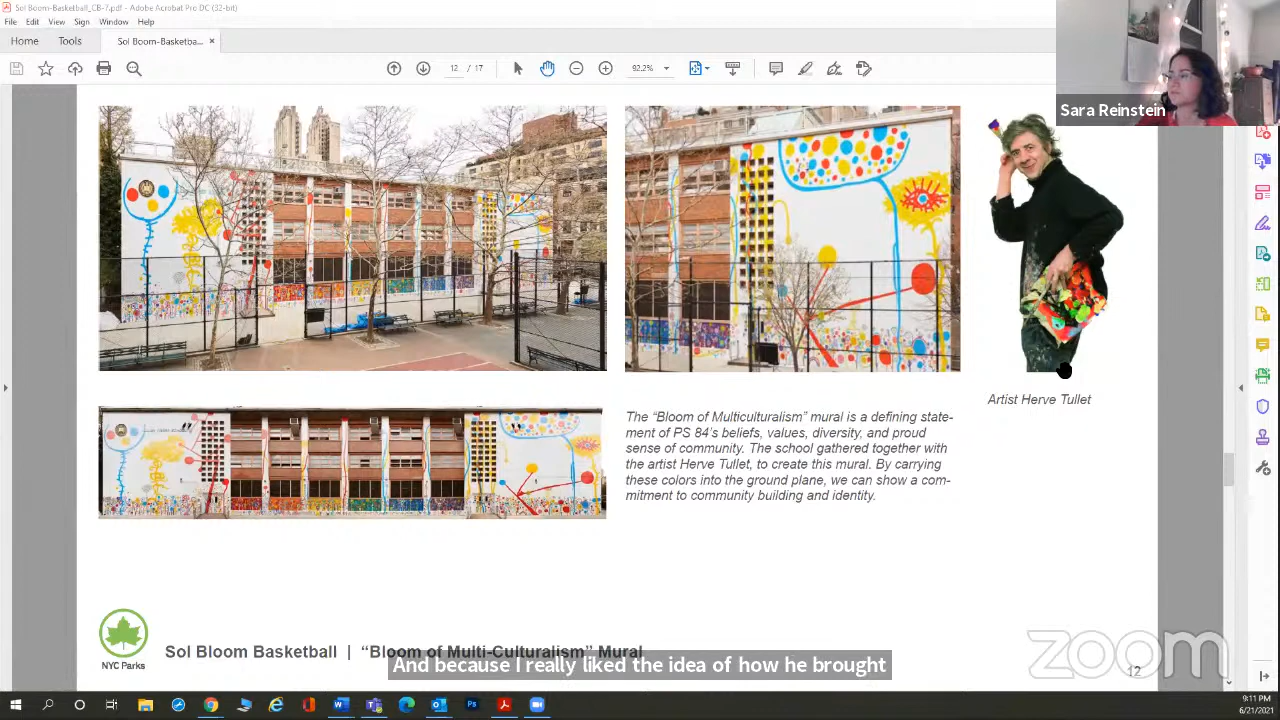 Sol Bloom-Basketball_CB-7.pdf - Adobe Acrobat Pro DC (32-bit)
File Edit View Sign Window Help
Home Tools Sol Bloom-Basketba... ×
12 / 17 92.2%
Sara Reinstein
Artist Herve Tullet
The “Bloom of Multiculturalism” mural is a defining state-
ment of PS 84’s beliefs, values, diversity, and proud
sense of community. The school gathered together with
the artist Herve Tullet, to create this mural. By carrying
these colors into the ground plane, we can show a com-
mitment to community building and identity.
NYC Parks
Sol Bloom Basketball | “Bloom of Multi-Culturalism” Mural
And because I really liked the idea of how he brought
zoom
12
9:11 PM
6/21/2021